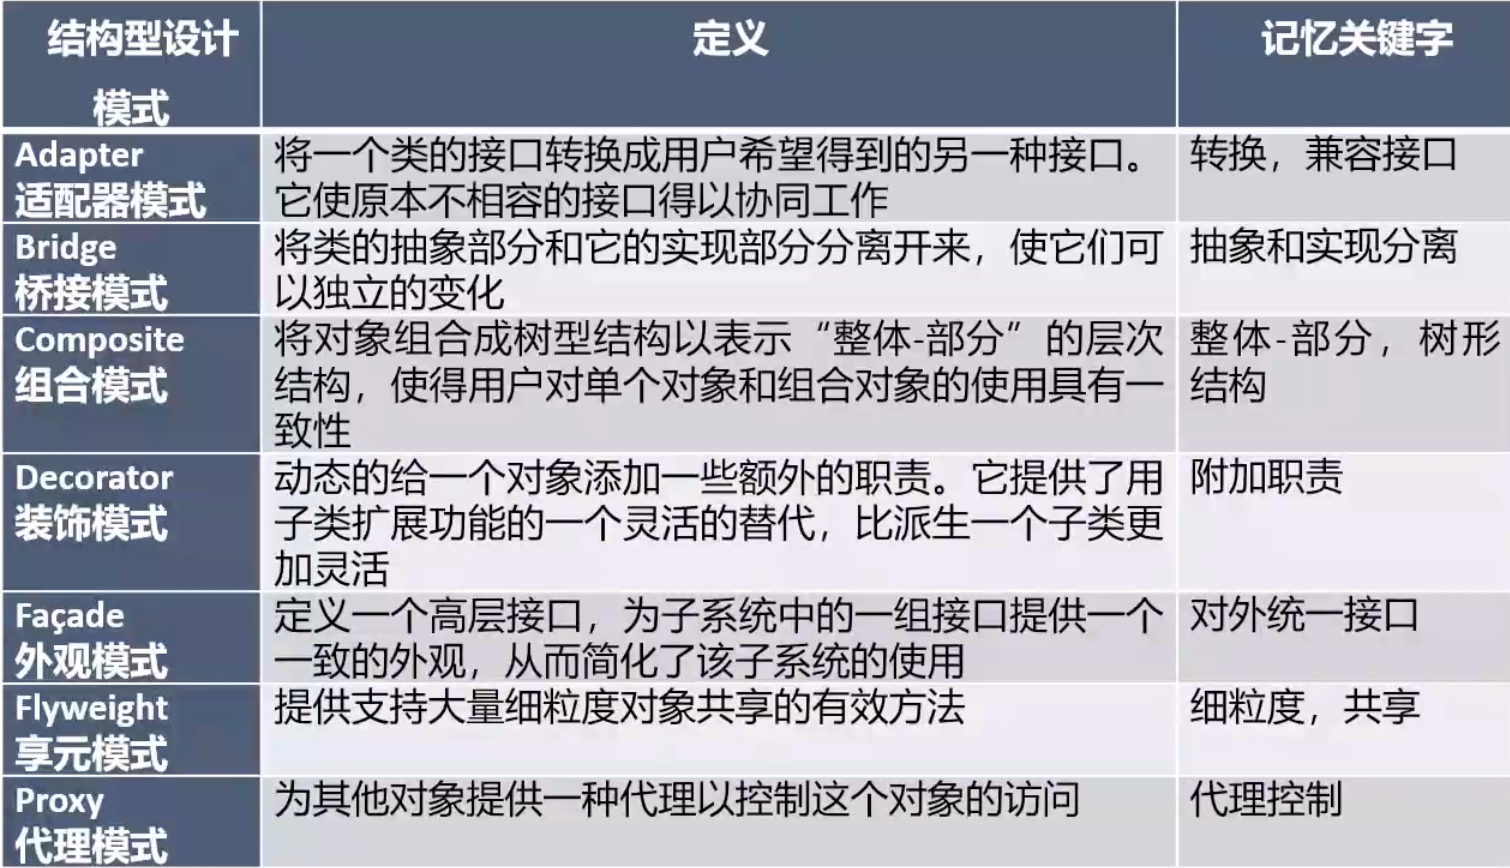 结构型设计
模式
定义
记忆关键字
Adapter
适配器模式
将一个类的接口转换成用户希望得到的另一种接口。
它使原本不相容的接口得以协同工作
转换，兼容接口
Bridge
桥接模式
将类的抽象部分和它的实现部分分离开来，使它们可
以独立的变化
抽象和实现分离
Composite
组合模式
将对象组合成树型结构以表示“整体-部分”的层次
结构，使得用户对单个对象和组合对象的使用具有一
致性
整体-部分，树形
结构
Decorator
装饰模式
动态的给一个对象添加一些额外的职责。它提供了用
子类扩展功能的一个灵活的替代，比派生一个子类更
加灵活
附加职责
Façade
外观模式
定义一个高层接口，为子系统中的一组接口提供一个
一致的外观，从而简化了该子系统的使用
对外统一接口
Flyweight
享元模式
提供支持大量细粒度对象共享的有效方法
细粒度，共享
Proxy
代理模式
为其他对象提供一种代理以控制这个对象的访问
代理控制